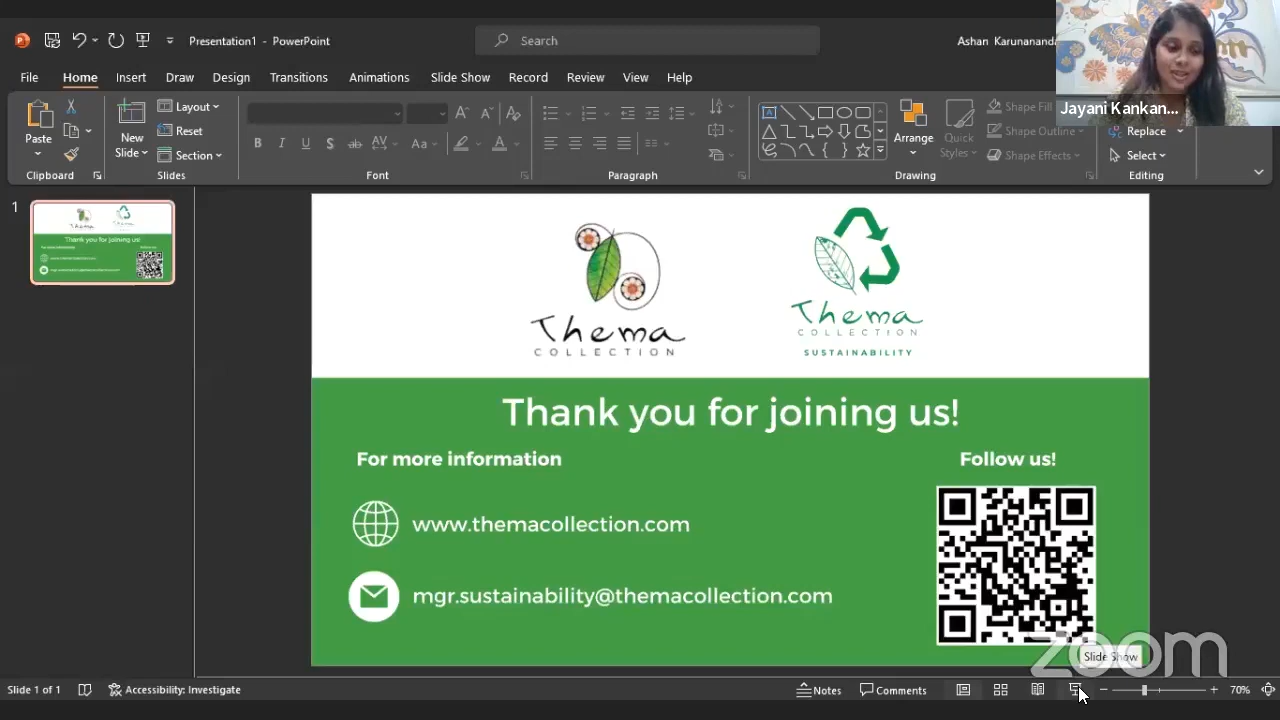 Presentation1 - PowerPoint
Search
Ashan Karunananda
File Home Insert Draw Design Transitions Animations Slide Show Record Review View Help
Jayani Kankan...
Paste
New
Slide
Layout
Reset
Section
B I U S ab AV Aa A
Arrange
Quick
Styles
Shape Fill
Shape Outline
Shape Effects
Replace
Select
Clipboard Slides Font Paragraph Drawing Editing
1
Thema
COLLECTION
Thema
COLLECTION
SUSTAINABILITY
Thank you for joining us!
For more information
Follow us!
www.themacollection.com
mgr.sustainability@themacollection.com
zoom
Slide Show
Slide 1 of 1
Accessibility: Investigate
Notes
Comments
70%